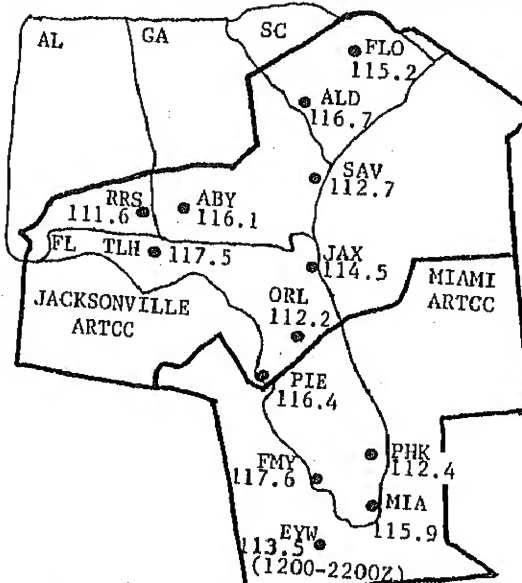 AL
GA
SC
FLO
115.2
ALD
116.7
SAV
112.7
RRS
111.6
ABY
116.1
FL
TLH
117.5
JAX
114.5
JACKSONVILLE
ARTCC
ORL
112.2
MIAMI
ARTCC
PIE
116.4
FMY
117.6
PHK
112.4
MIA
115.9
EYW
113.5
(1200-2200Z)